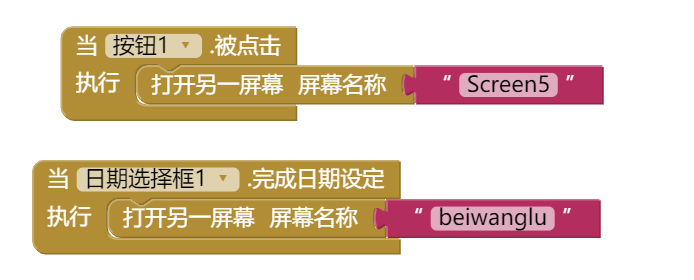 当 按钮1 .被点击
执行 打开另一屏幕 屏幕名称 “ Screen5 ”
当 日期选择框1 .完成日期设定
执行 打开另一屏幕 屏幕名称 “ beiwanglu ”